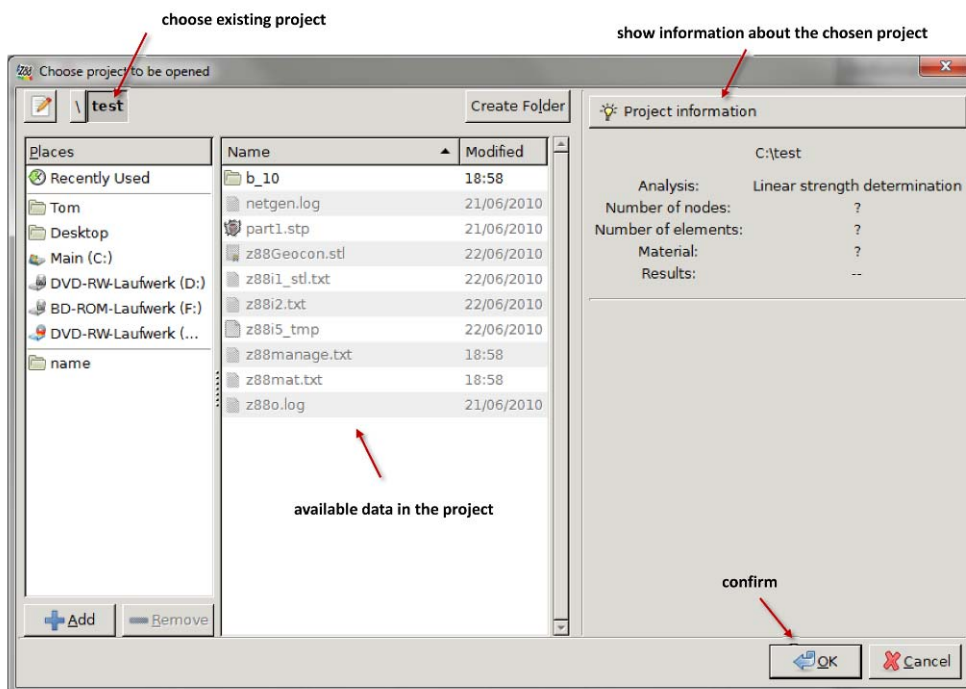 choose existing project
show information about the chosen project
Choose project to be opened
\ test
Create Folder
Project information
Places
Name
Modified
C:\test
Recently Used
b_10
18:58
Analysis:
Linear strength determination
Tom
netgen.log
21/06/2010
Number of nodes:
?
Desktop
part1.stp
21/06/2010
Number of elements:
?
Main (C:)
z88Geocon.stl
22/06/2010
Material:
?
DVD-RW-Laufwerk (D:)
z88i1_stl.txt
22/06/2010
Results:
--
BD-ROM-Laufwerk (F:)
z88i2.txt
22/06/2010
DVD-RW-Laufwerk (...
z88i5_tmp
22/06/2010
name
z88manage.txt
18:58
z88mat.txt
18:58
z88o.log
21/06/2010
available data in the project
confirm
Add
Remove
OK
Cancel